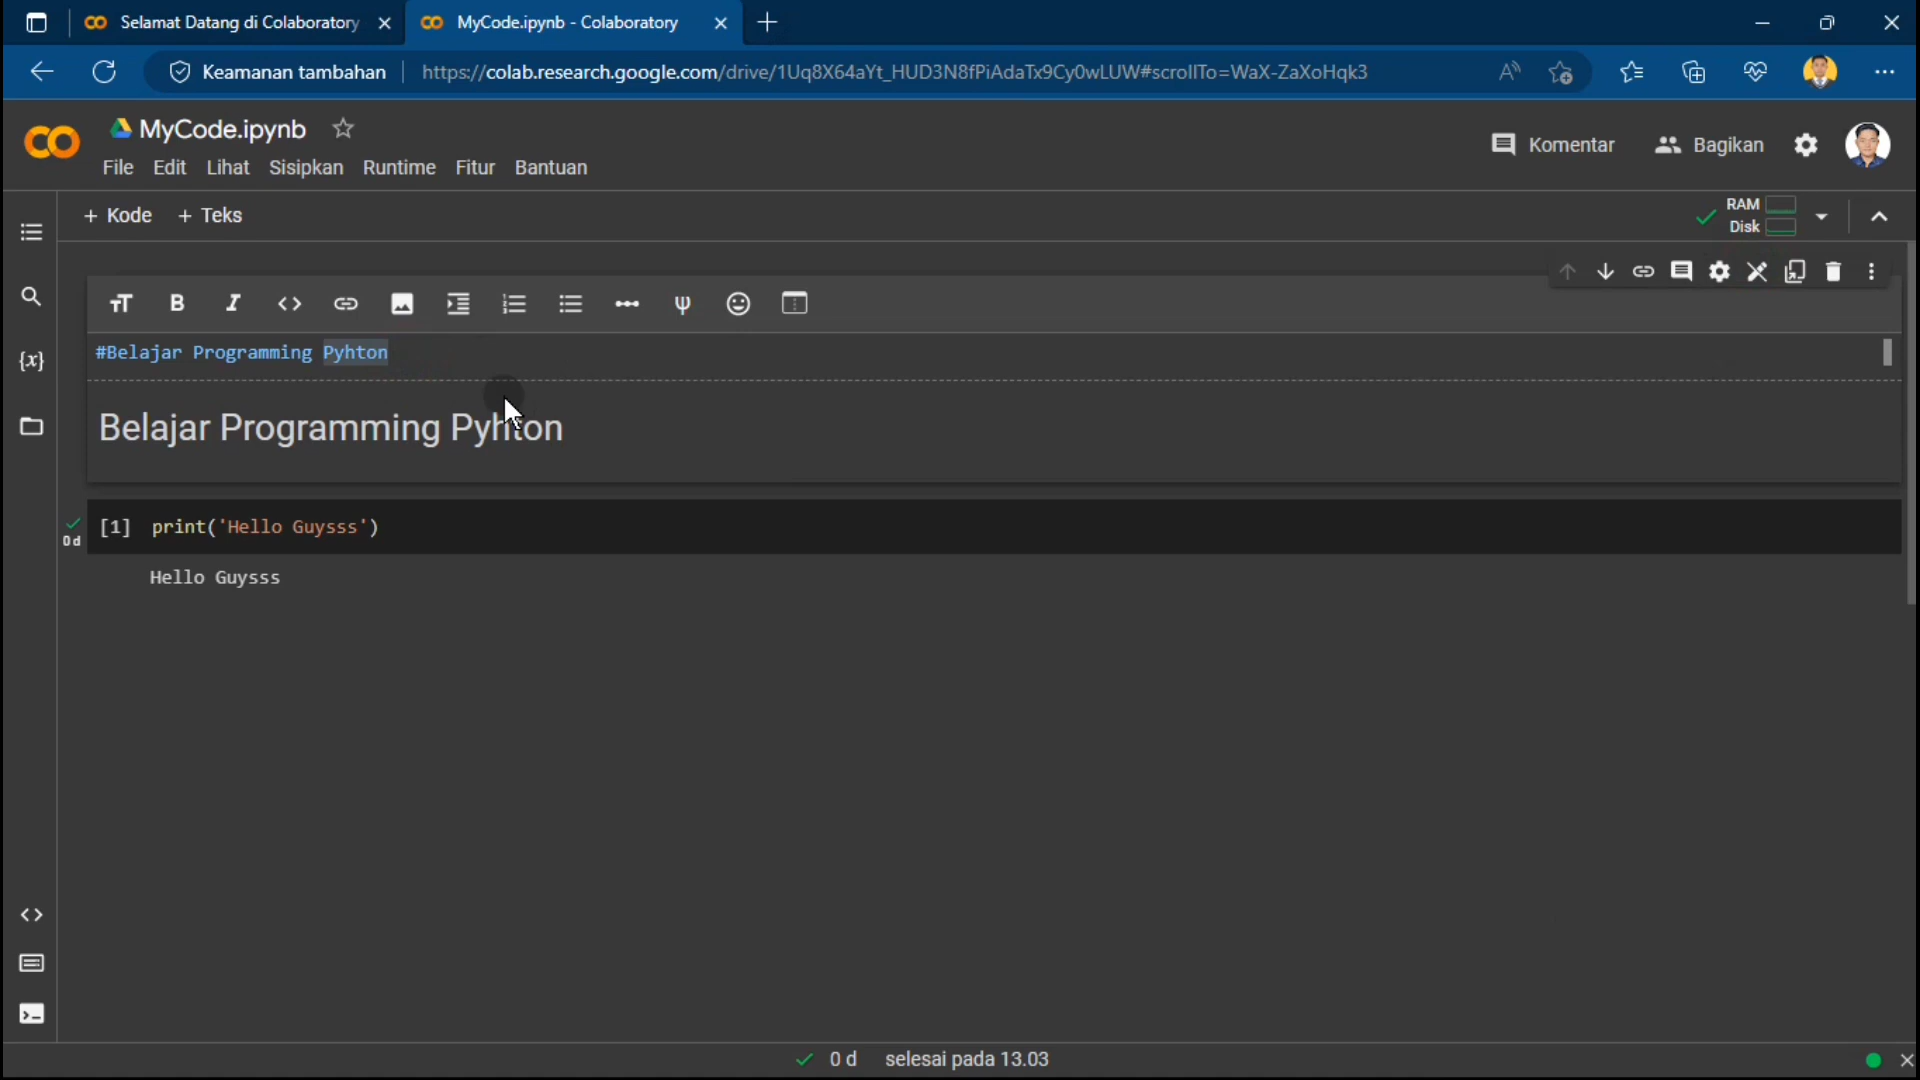 Selamat Datang di Colaboratory
MyCode.ipynb - Colaboratory
Keamanan tambahan
https://colab.research.google.com/drive/1Uq8X64aYt_HUD3N8fPiAdaTx9Cy0wLUW#scrollTo=WaX-ZaXoHqk3
MyCode.ipynb
File Edit Lihat Sisipkan Runtime Fitur Bantuan
Komentar
Bagikan
+ Kode + Teks
RAM
Disk
#Belajar Programming Pyhton
Belajar Programming Pyhton
[1] print('Hello Guysss')
0 d
Hello Guysss
0 d selesai pada 13.03